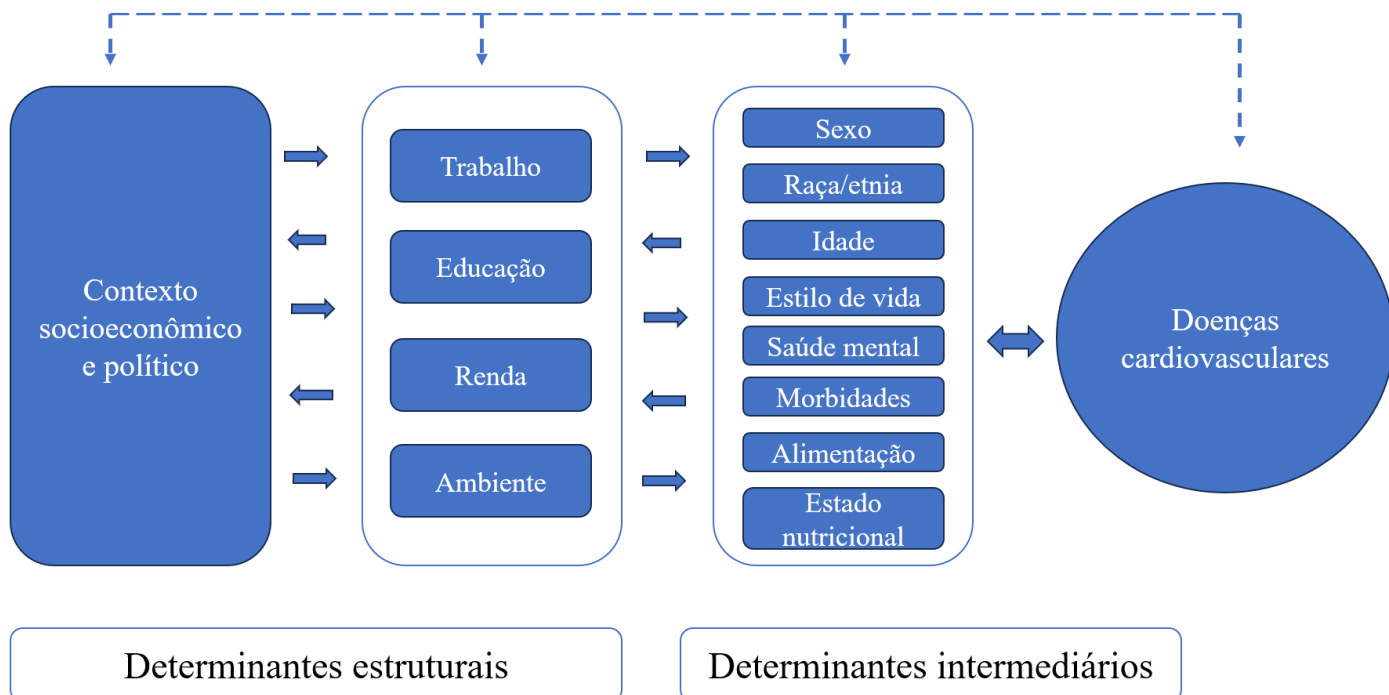 Contexto
socioeconômico
e político
Trabalho
Educação
Renda
Ambiente
Sexo
Raça/etnia
Idade
Estilo de vida
Saúde mental
Morbidades
Alimentação
Estado
nutricional
Doenças
cardiovasculares
Determinantes estruturais
Determinantes intermediários